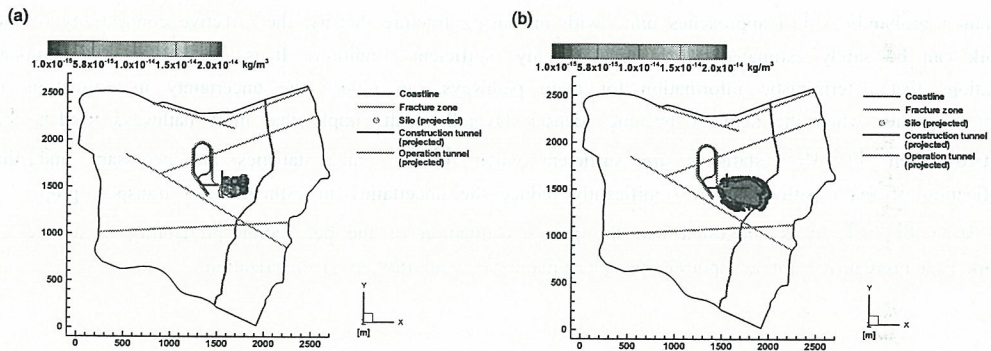 (a)
1.0x10⁻¹⁵ 5.8x10⁻¹⁵ 1.0x10⁻¹⁴ 1.5x10⁻¹⁴ 2.0x10⁻¹⁴ kg/m³
2500
2000
1500
1000
500
0
0 500 1000 1500 2000 2500
Coastline
Fracture zone
Silo (projected)
Construction tunnel
(projected)
Operation tunnel
(projected)
Y
X
[m]
(b)
1.0x10⁻¹⁵ 5.8x10⁻¹⁵ 1.0x10⁻¹⁴ 1.5x10⁻¹⁴ 2.0x10⁻¹⁴ kg/m³
2500
2000
1500
1000
500
0
0 500 1000 1500 2000 2500
Coastline
Fracture zone
Silo (projected)
Construction tunnel
(projected)
Operation tunnel
(projected)
Y
X
[m]